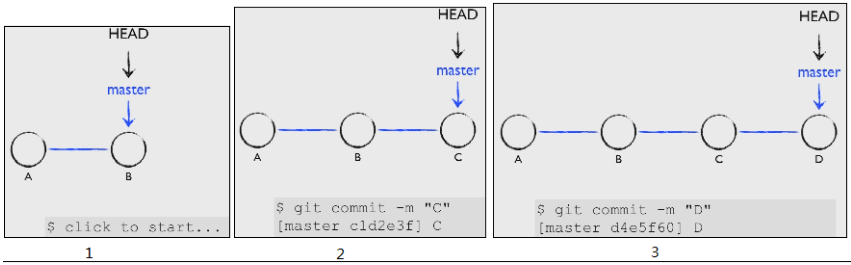 HEAD
master
A B
$ click to start...
1
HEAD
master
A B C
$ git commit -m "C"
[master c1d2e3f] C
2
HEAD
master
A B C D
$ git commit -m "D"
[master d4e5f60] D
3